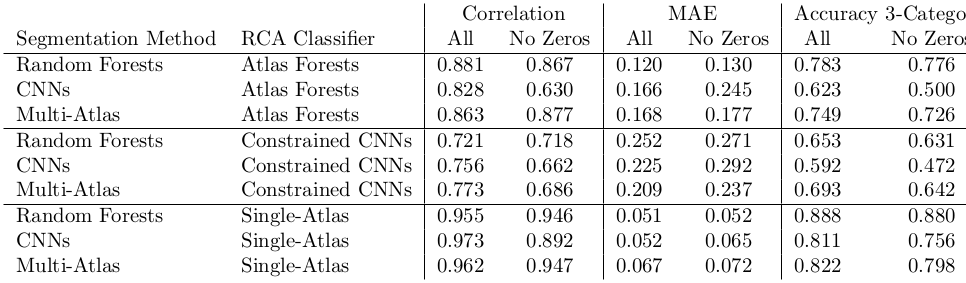 Correlation MAE Accuracy 3-Catego
Segmentation Method RCA Classifier All No Zeros All No Zeros All No Zeros
Random Forests Atlas Forests 0.881 0.867 0.120 0.130 0.783 0.776
CNNs Atlas Forests 0.828 0.630 0.166 0.245 0.623 0.500
Multi-Atlas Atlas Forests 0.863 0.877 0.168 0.177 0.749 0.726
Random Forests Constrained CNNs 0.721 0.718 0.252 0.271 0.653 0.631
CNNs Constrained CNNs 0.756 0.662 0.225 0.292 0.592 0.472
Multi-Atlas Constrained CNNs 0.773 0.686 0.209 0.237 0.693 0.642
Random Forests Single-Atlas 0.955 0.946 0.051 0.052 0.888 0.880
CNNs Single-Atlas 0.973 0.892 0.052 0.065 0.811 0.756
Multi-Atlas Single-Atlas 0.962 0.947 0.067 0.072 0.822 0.798